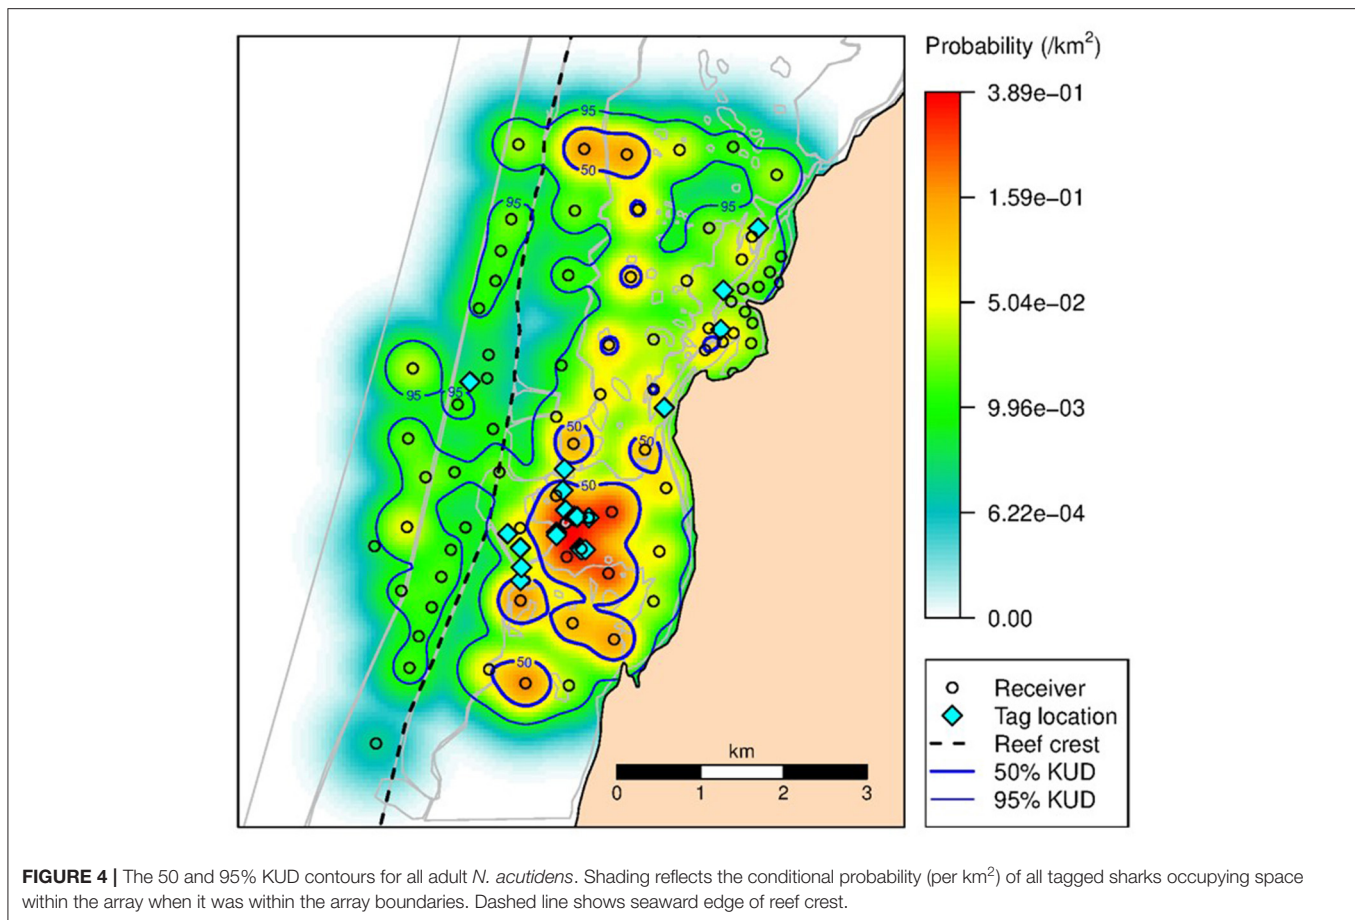 Probability (/km²)
3.89e−01
1.59e−01
5.04e−02
9.96e−03
6.22e−04
0.00
95
50
95
95
95
50
50
50
50
km
0 1 2 3
Receiver
Tag location
Reef crest
50% KUD
95% KUD
FIGURE 4 | The 50 and 95% KUD contours for all adult N. acutidens. Shading reflects the conditional probability (per km²) of all tagged sharks occupying space
within the array when it was within the array boundaries. Dashed line shows seaward edge of reef crest.